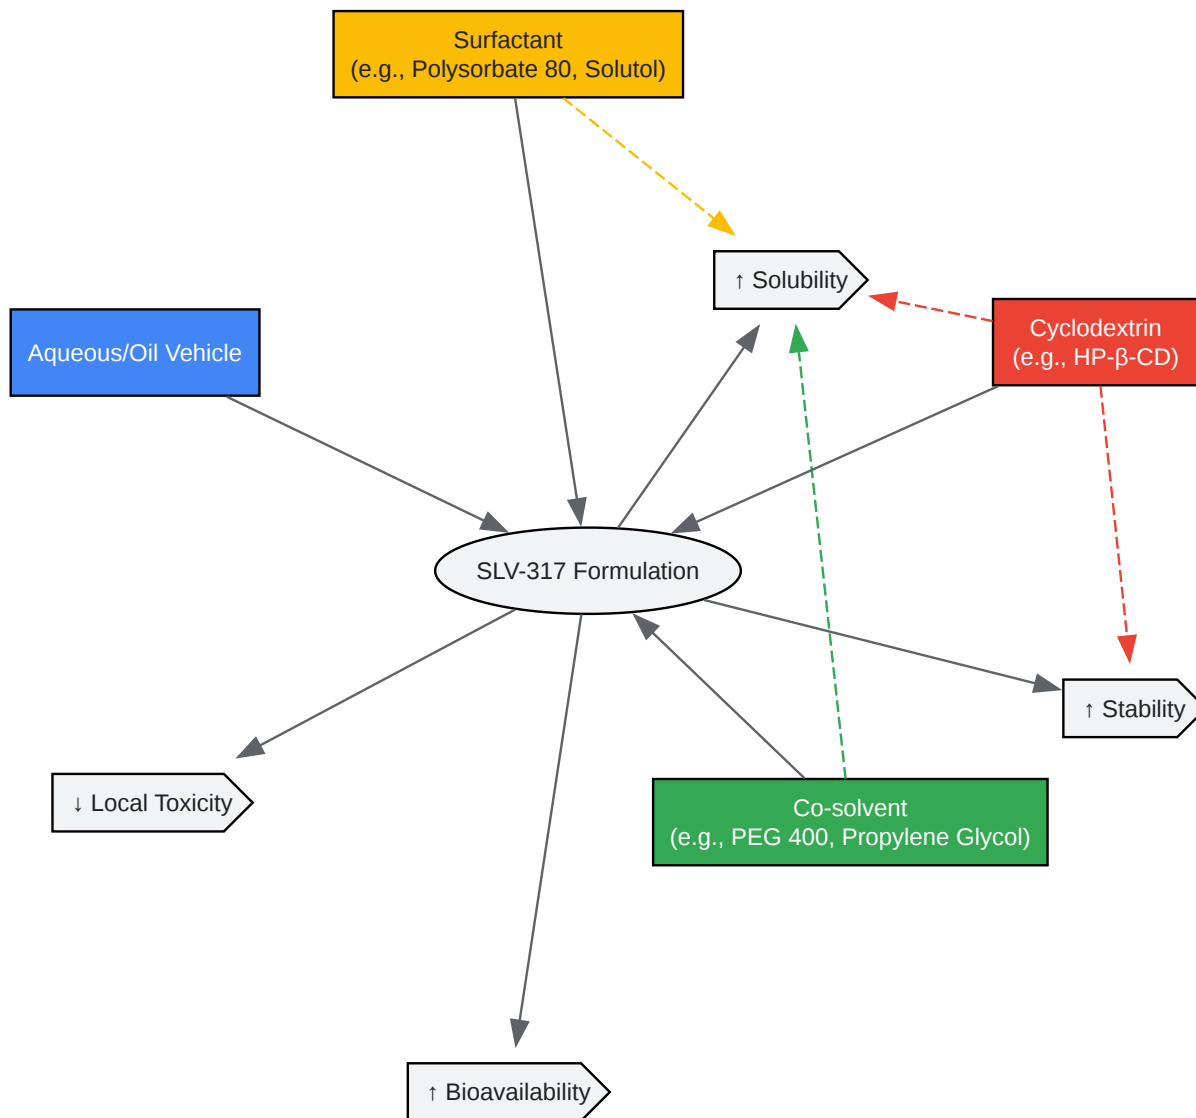 Surfactant
(e.g., Polysorbate 80, Solutol)
↑ Solubility
Aqueous/Oil Vehicle
Cyclodextrin
(e.g., HP-β-CD)
SLV-317 Formulation
↑ Stability
↓ Local Toxicity
Co-solvent
(e.g., PEG 400, Propylene Glycol)
↑ Bioavailability